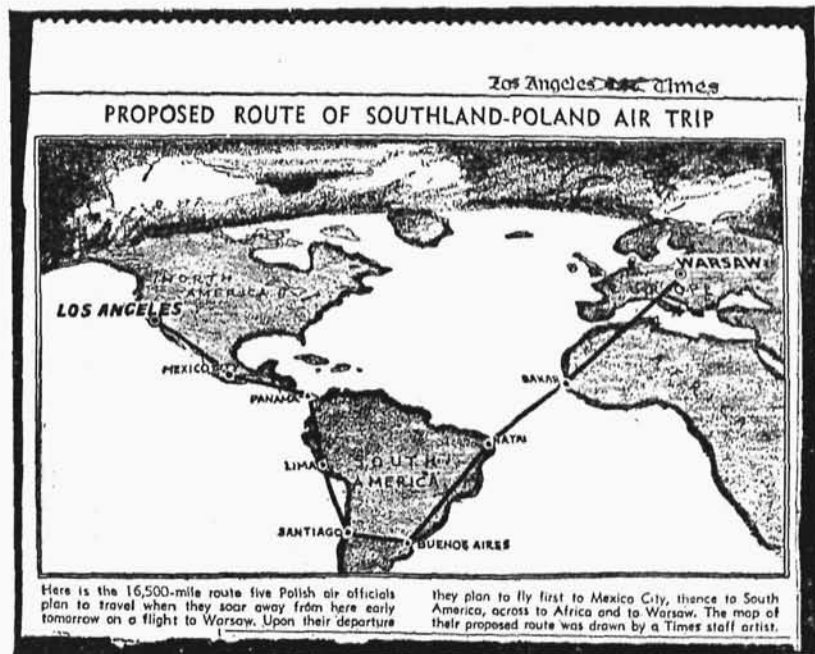 Los Angeles Times
PROPOSED ROUTE OF SOUTHLAND-POLAND AIR TRIP
WARSAW
EUROPE
NORTH
AMERICA
LOS ANGELES
MEXICO
PANAMA
DAKAR
NATAL
LIMA
SOUTH
AMERICA
SANTIAGO
BUENOS AIRES
Here is the 16,500-mile route five Polish air officials
plan to travel when they soar away from here early
tomorrow on a flight to Warsaw. Upon their departure
they plan to fly first to Mexico City, thence to South
America, across to Africa and to Warsaw. The map of
their proposed route was drawn by a Times staff artist.